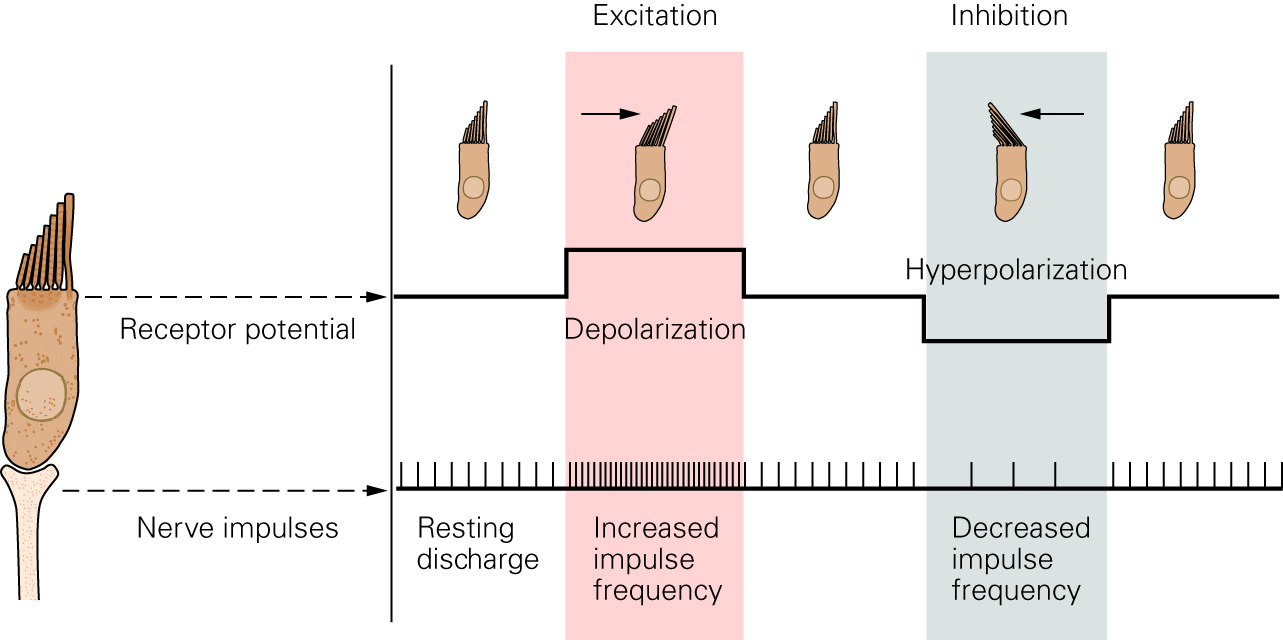 Excitation
Inhibition
Hyperpolarization
Receptor potential
Depolarization
Nerve impulses
Resting
discharge
Increased
impulse
frequency
Decreased
impulse
frequency